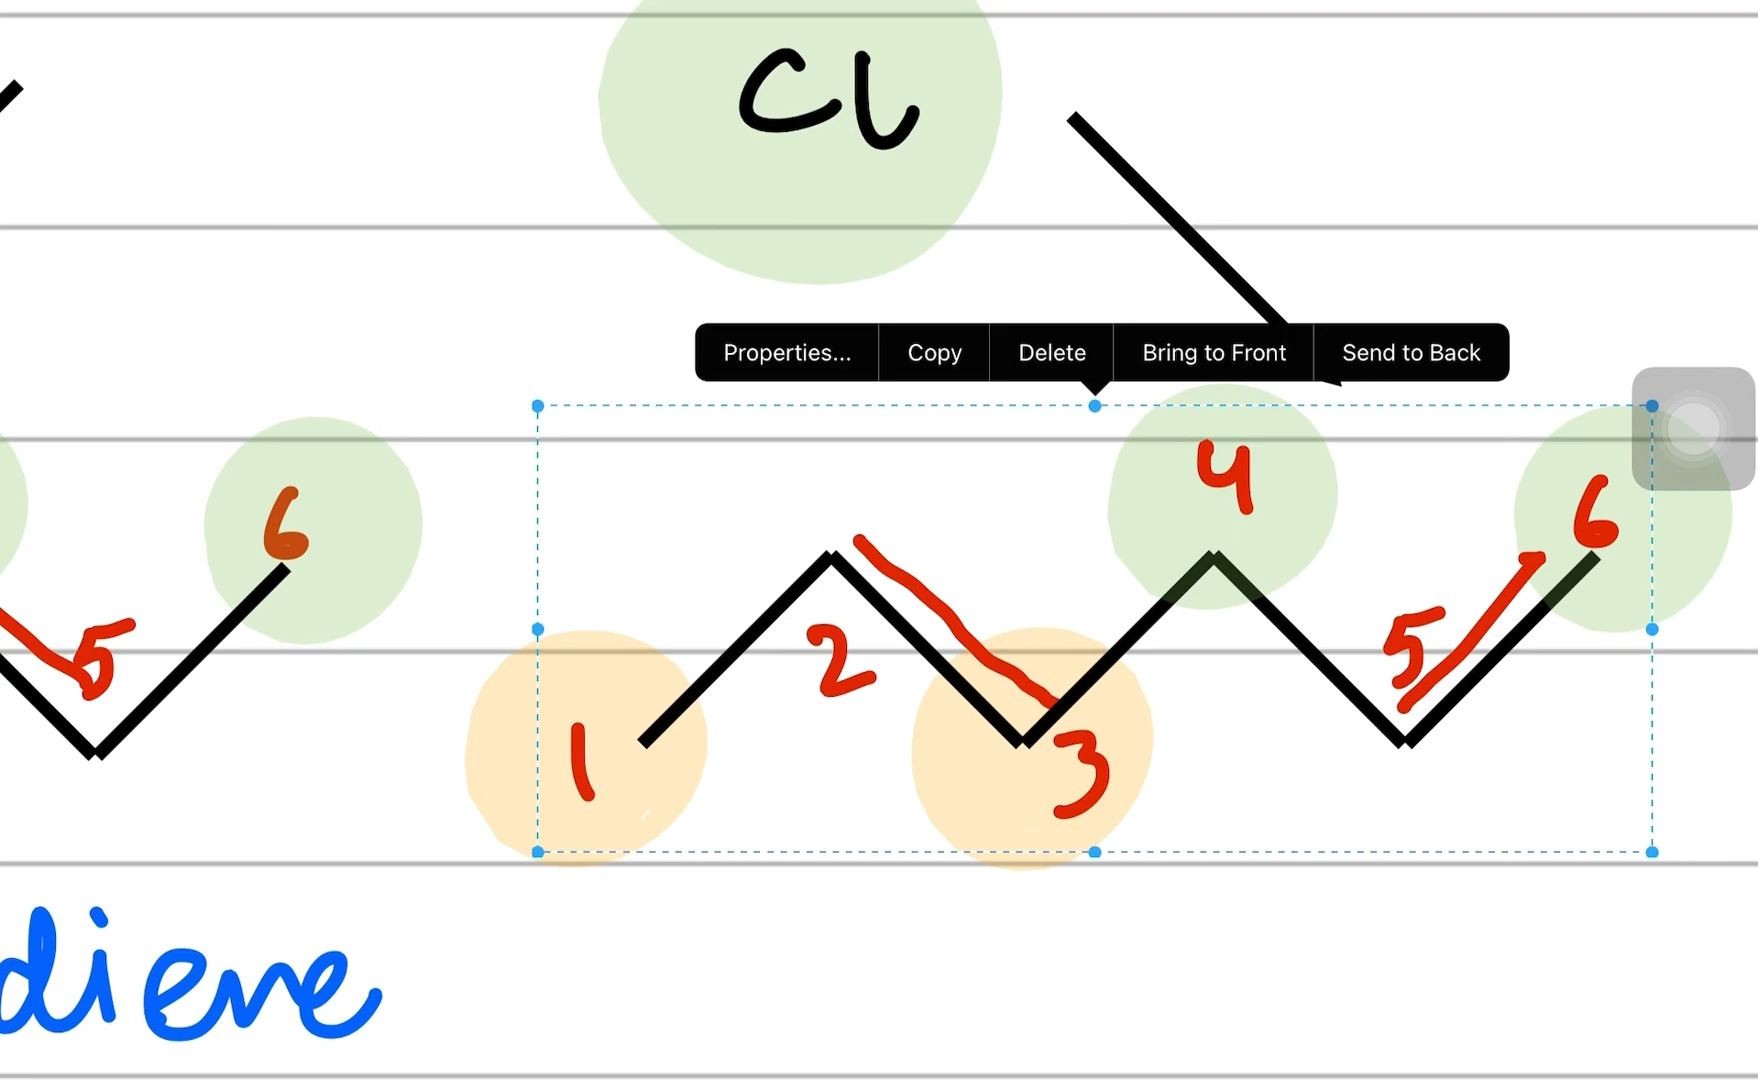 Cl
Properties... Copy Delete Bring to Front Send to Back
6 4 6
5 2 5
1 3
diene